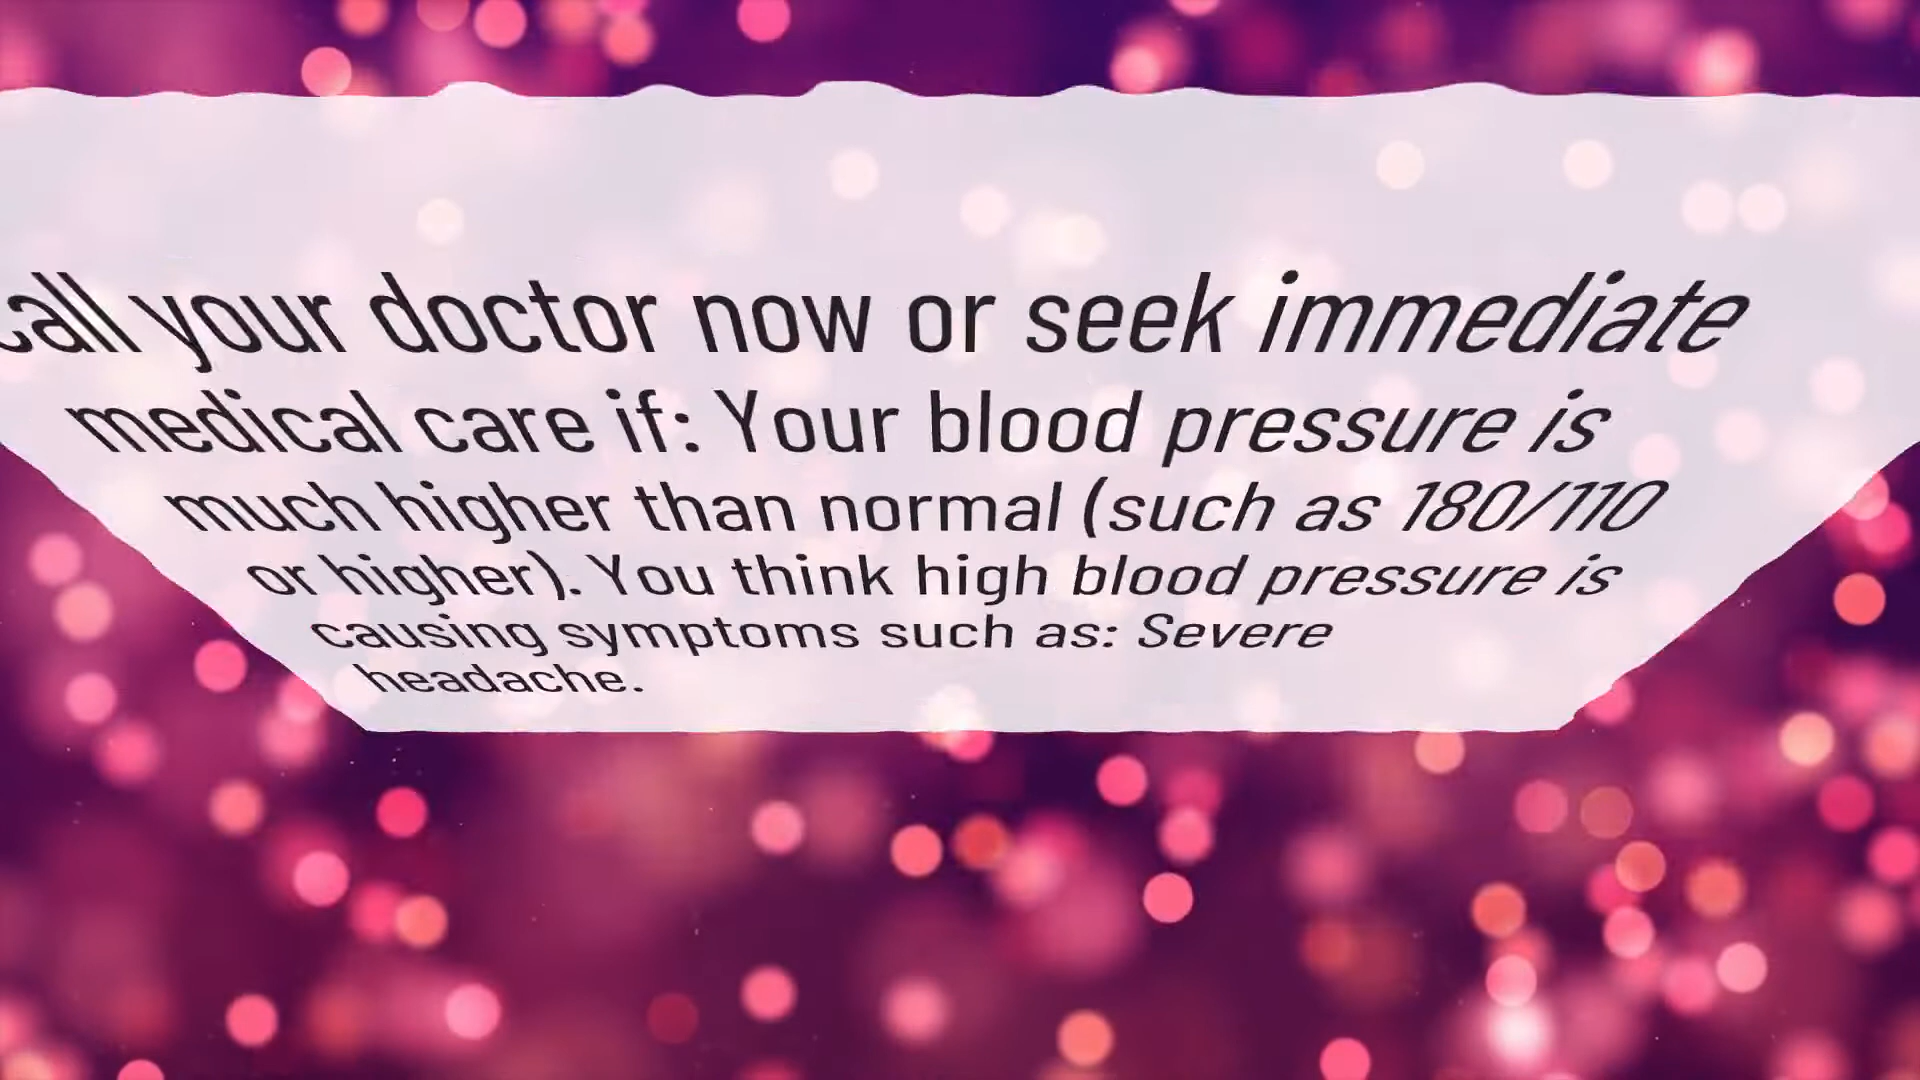 call your doctor now or seek immediate
medical care if: Your blood pressure is
much higher than normal (such as 180/110
or higher). You think high blood pressure is
causing symptoms such as: Severe
headache.